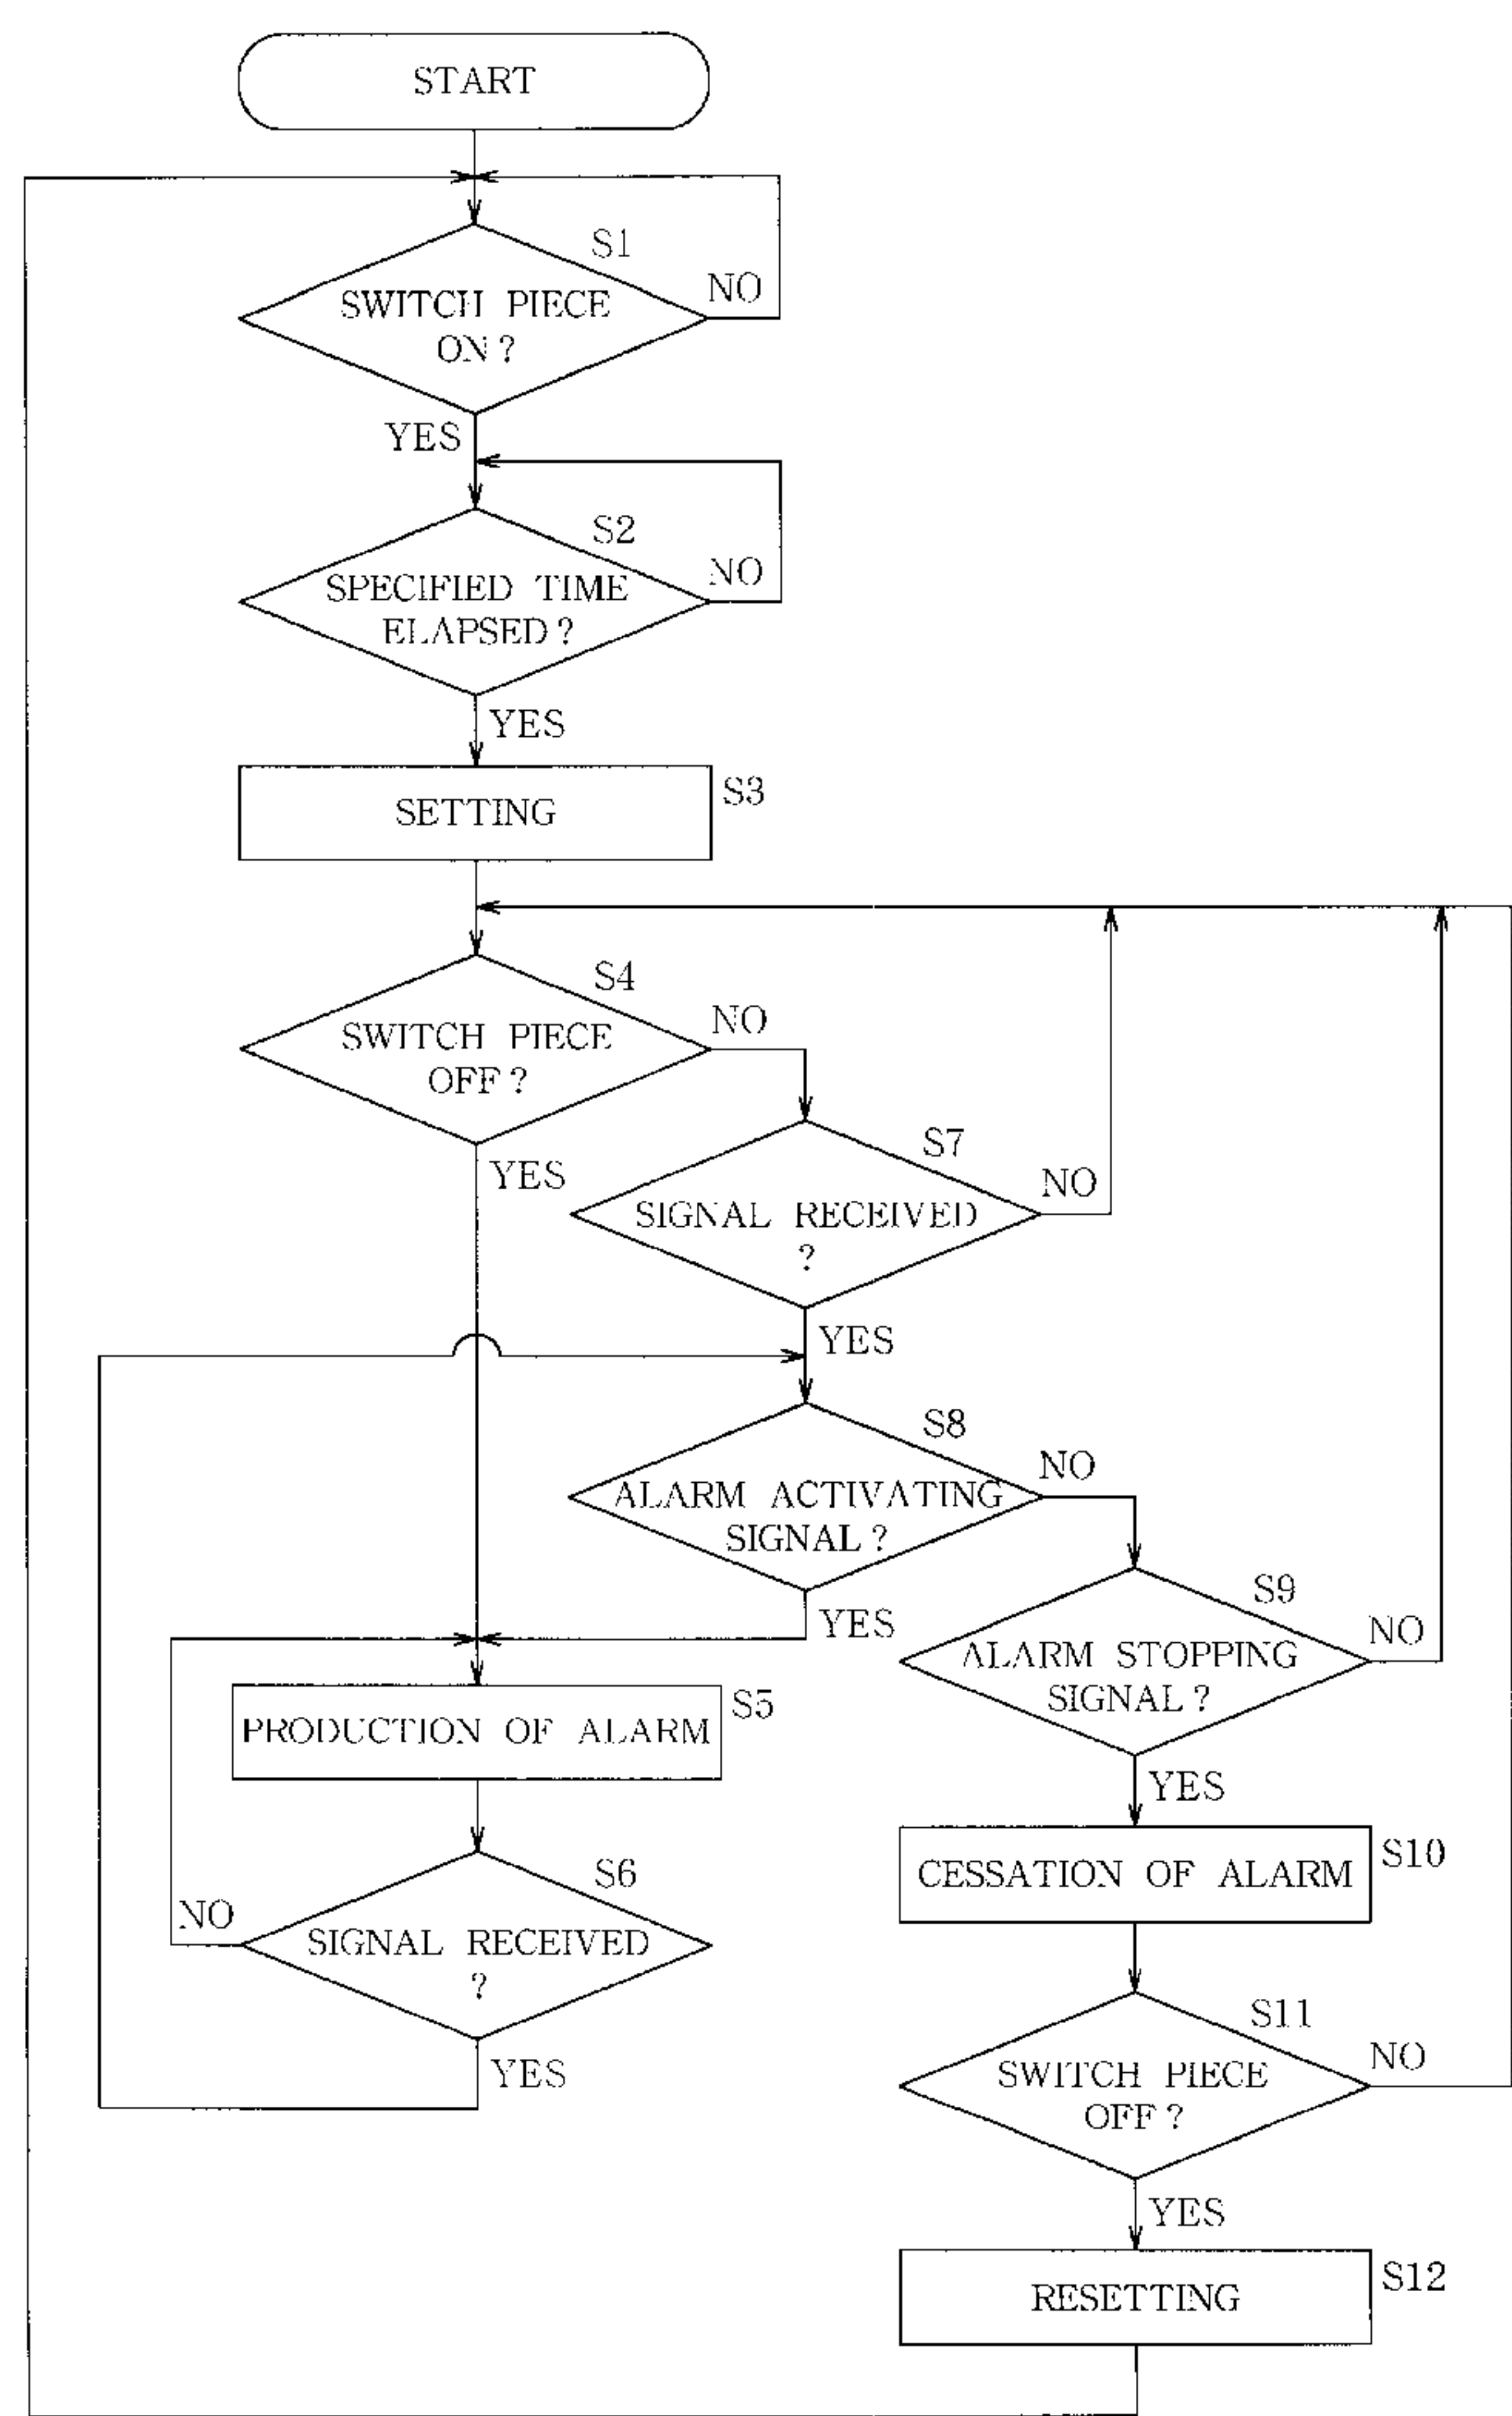 START
S1
SWITCH PIECE
ON?
NO
YES
S2
SPECIFIED TIME
ELAPSED?
NO
YES
SETTING
S3
S4
SWITCH PIECE
OFF?
NO
YES
S7
SIGNAL RECEIVED
?
NO
YES
S8
ALARM ACTIVATING
SIGNAL?
NO
YES
S9
ALARM STOPPING
SIGNAL?
NO
YES
PRODUCTION OF ALARM
S5
S6
SIGNAL RECEIVED
?
NO
YES
CESSATION OF ALARM
S10
S11
SWITCH PIECE
OFF?
NO
YES
RESETTING
S12